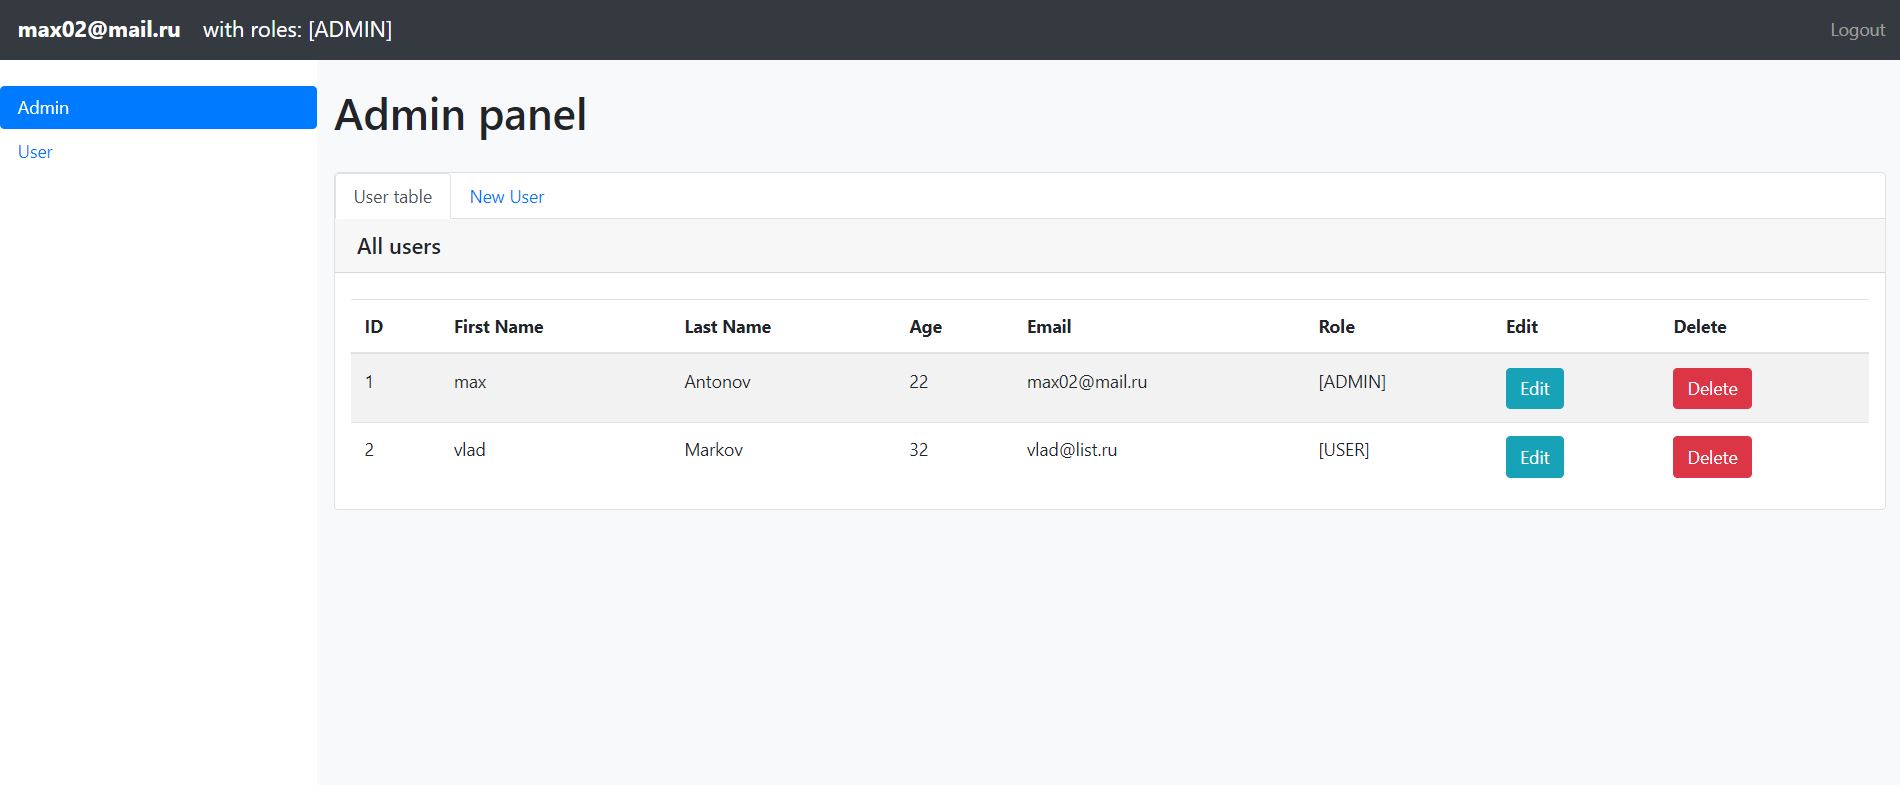 max02@mail.ru with roles: [ADMIN] Logout
Admin
User
Admin panel
User table New User
All users
ID First Name Last Name Age Email Role Edit Delete
1 max Antonov 22 max02@mail.ru [ADMIN] Edit Delete
2 vlad Markov 32 vlad@list.ru [USER] Edit Delete